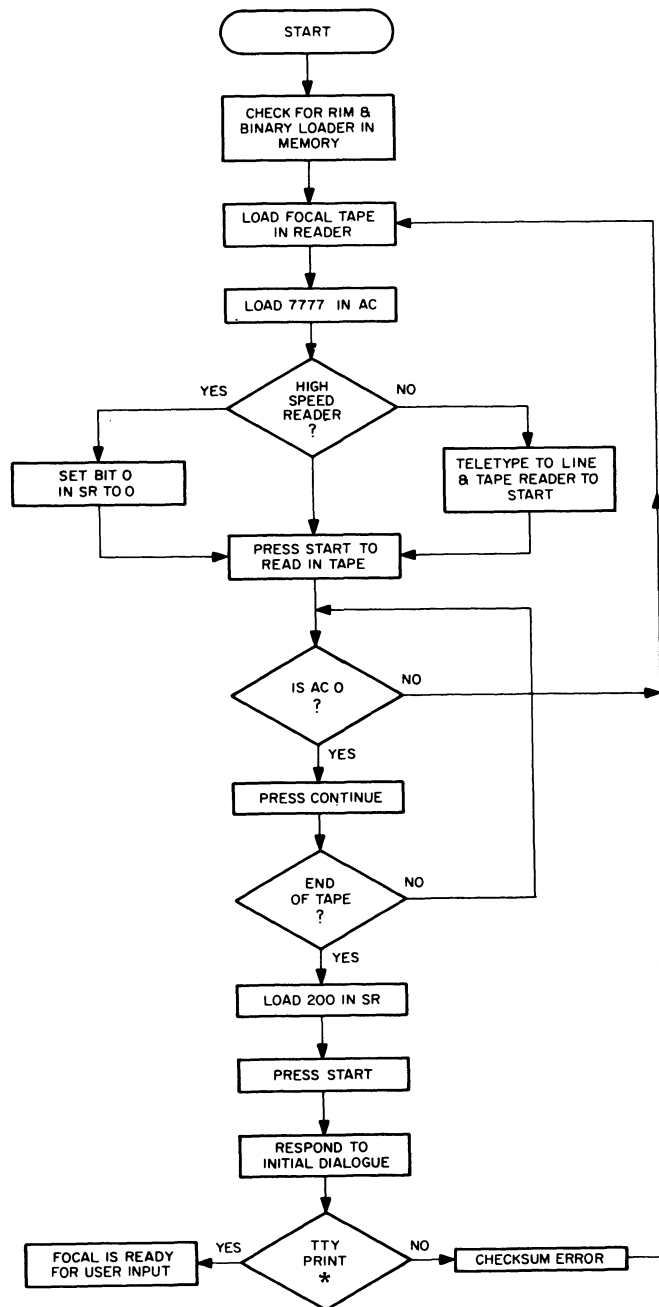 START
CHECK FOR RIM &
BINARY LOADER IN
MEMORY
LOAD FOCAL TAPE
IN READER
LOAD 7777 IN AC
YES
HIGH
SPEED
READER
?
NO
SET BIT 0
IN SR TO 0
TELETYPE TO LINE
& TAPE READER TO
START
PRESS START TO
READ IN TAPE
IS AC 0
?
NO
YES
PRESS CONTINUE
END
OF TAPE
?
NO
YES
LOAD 200 IN SR
PRESS START
RESPOND TO
INITIAL DIALOGUE
FOCAL IS READY
FOR USER INPUT
YES
TTY
PRINT
*
NO
CHECKSUM ERROR